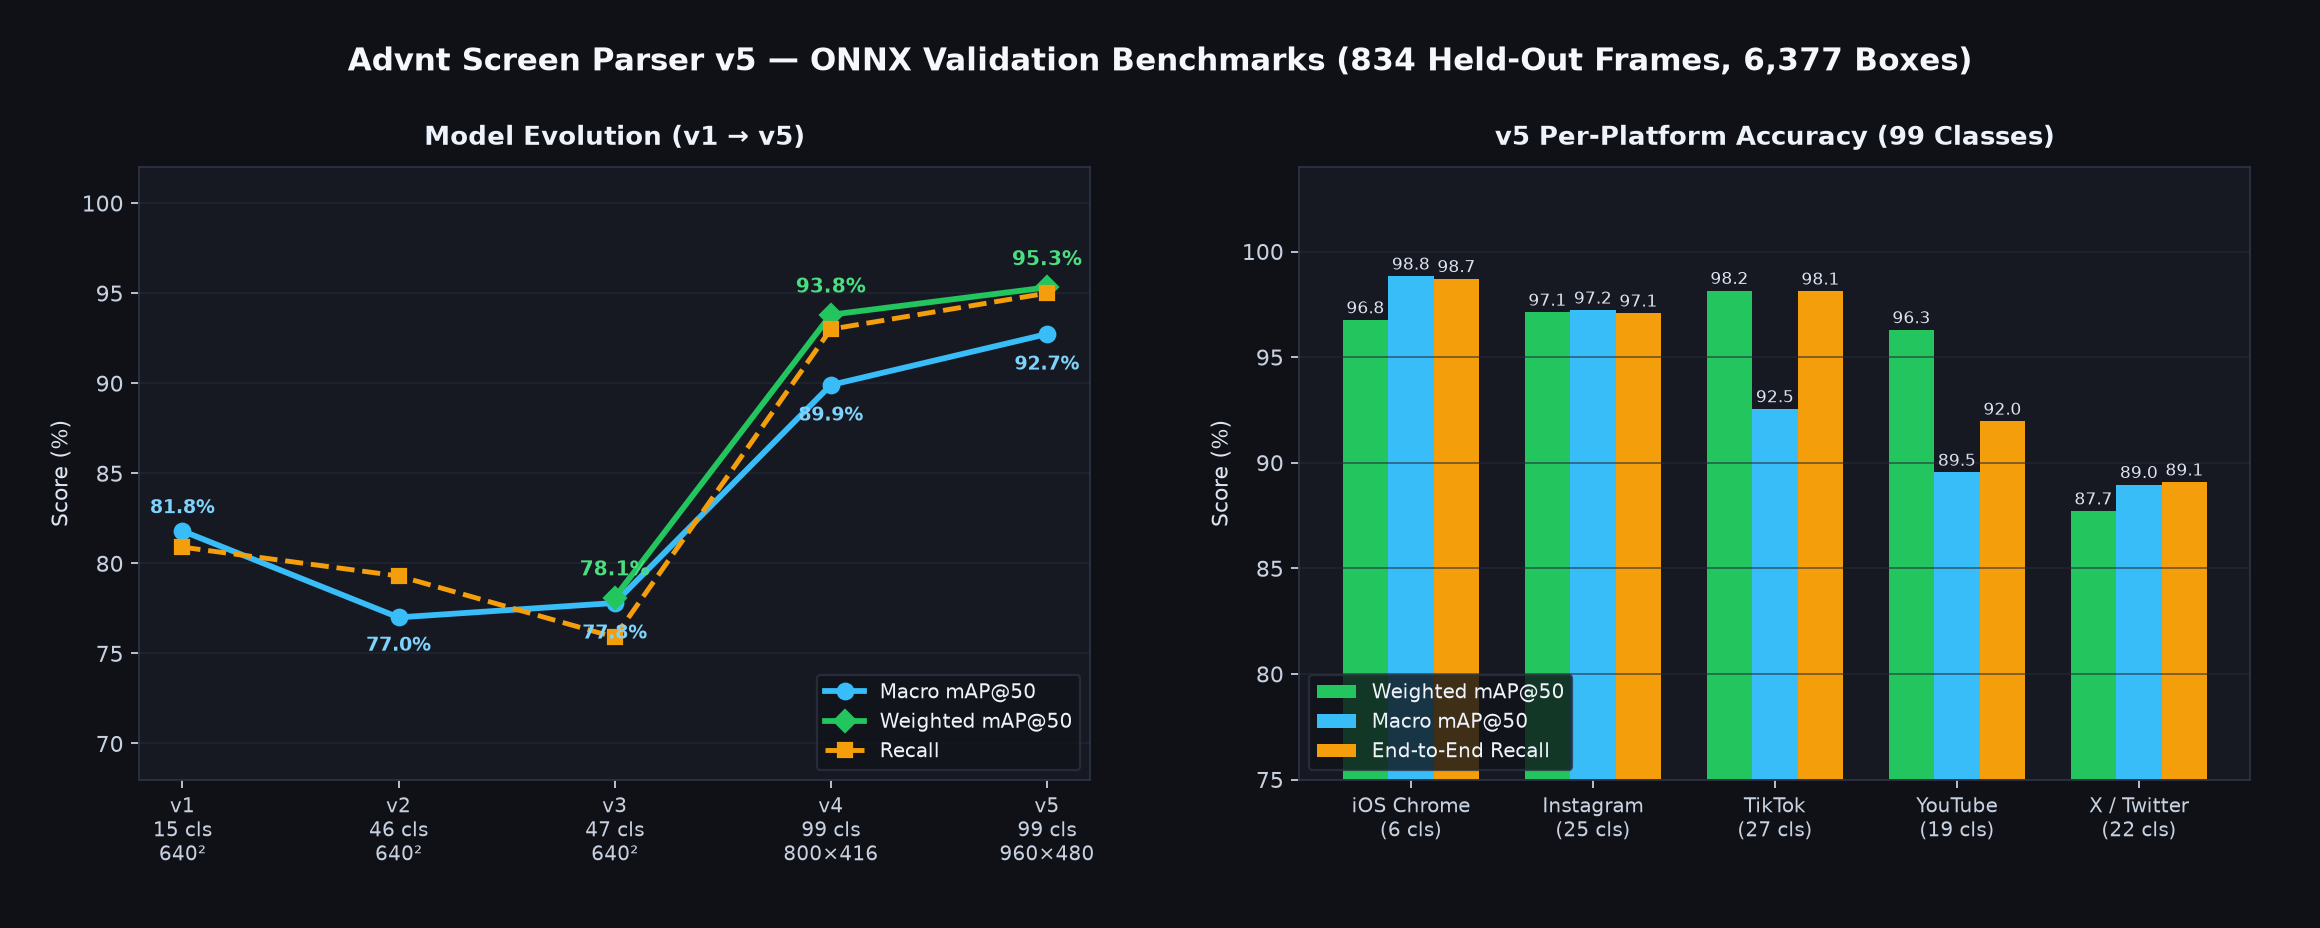 Advnt Screen Parser v5 — ONNX Validation Benchmarks (834 Held-Out Frames, 6,377 Boxes)
Model Evolution (v1 → v5)
Score (%)
100
95
90
85
80
75
70
81.8%
77.0%
78.1%
77.8%
93.8%
89.9%
95.3%
92.7%
Macro mAP@50
Weighted mAP@50
Recall
v1
15 cls
640²
v2
46 cls
640²
v3
47 cls
640²
v4
99 cls
800×416
v5
99 cls
960×480
v5 Per-Platform Accuracy (99 Classes)
Score (%)
100
95
90
85
80
75
96.8
98.8
98.7
97.1
97.2
97.1
98.2
92.5
98.1
96.3
89.5
92.0
87.7
89.0
89.1
Weighted mAP@50
Macro mAP@50
End-to-End Recall
iOS Chrome
(6 cls)
Instagram
(25 cls)
TikTok
(27 cls)
YouTube
(19 cls)
X / Twitter
(22 cls)